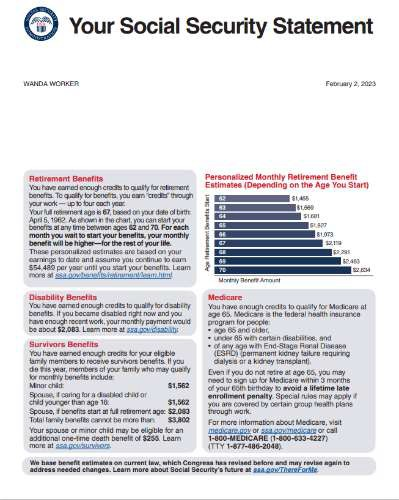 Your Social Security Statement
WANDA WORKER
February 2, 2023
Retirement Benefits
You have earned enough credits to qualify for retirement
benefits. To qualify for benefits, you earn "credits" through
your work — up to four each year.
Your full retirement age is 67, based on your date of birth:
April 5, 1962. As shown in the chart, you can start your
benefits at any time between ages 62 and 70. For each
month you wait to start your benefits, your monthly
benefit will be higher—for the rest of your life.
These personalized estimates are based on your
earnings to date and assume you continue to earn
$54,489 per year until you start your benefits. Learn
more at ssa.gov/benefits/retirement/learn.html.
Disability Benefits
You have earned enough credits to qualify for disability
benefits. If you became disabled right now and you
have enough recent work, your monthly payment would
be about $2,083. Learn more at ssa.gov/disability.
Survivors Benefits
You have earned enough credits for your eligible
family members to receive survivors benefits. If you
die this year, members of your family who may qualify
for monthly benefits include:
Minor child: $1,562
Spouse, if caring for a disabled child or
child younger than age 16: $1,562
Spouse, if benefits start at full retirement age: $2,083
Total family benefits cannot be more than: $3,802
Your spouse or minor child may be eligible for an
additional one-time death benefit of $255. Learn
more at ssa.gov/survivors.
Personalized Monthly Retirement Benefit
Estimates (Depending on the Age You Start)
Age Retirement Benefits Start
62 $1,465
63
64
65
66 $1,973
67 $2,119
68
69
70 $2,634
Monthly Benefit Amount
Medicare
You have enough credits to qualify for Medicare at
age 65. Medicare is the federal health insurance
program for people:
• age 65 and older,
• under 65 with certain disabilities, and
• of any age with End-Stage Renal Disease
(ESRD) (permanent kidney failure requiring
dialysis or a kidney transplant).
Even if you do not retire at age 65, you may
need to sign up for Medicare within 3 months
of your 65th birthday to avoid a lifetime late
enrollment penalty. Special rules may apply if
you are covered by certain group health plans
through work.
For more information about Medicare, visit
medicare.gov or ssa.gov/medicare or call
1-800-MEDICARE (1-800-633-4227)
(TTY 1-877-486-2048).
We base benefit estimates on current law, which Congress has revised before and may revise again to
address needed changes. Learn more about Social Security's future at ssa.gov/ThereForMe.